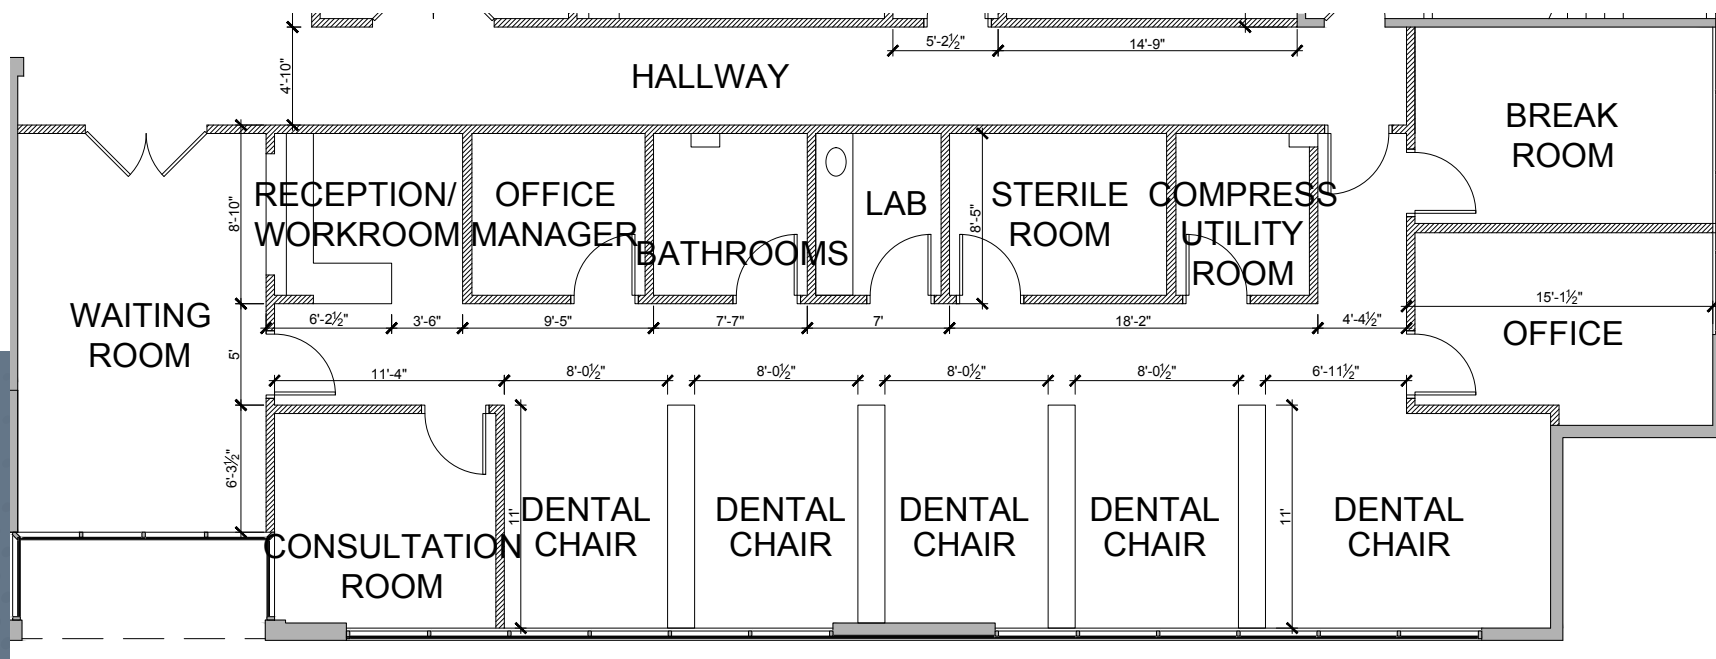 5'-2½"
14'-9"
4'-10"
HALLWAY
BREAK
ROOM
8'-10"
RECEPTION/
WORKROOM
OFFICE
MANAGER
BATHROOMS
LAB
8'-5"
STERILE
ROOM
COMPRESS
UTILITY
ROOM
WAITING
ROOM
6'-2½"
3'-6"
9'-5"
7'-7"
7'
18'-2"
4'-4½"
15'-1½"
OFFICE
5'
11'-4"
8'-0½"
8'-0½"
8'-0½"
8'-0½"
6'-11½"
6'-3½"
CONSULTATION
ROOM
11'
DENTAL
CHAIR
DENTAL
CHAIR
DENTAL
CHAIR
DENTAL
CHAIR
11'
DENTAL
CHAIR